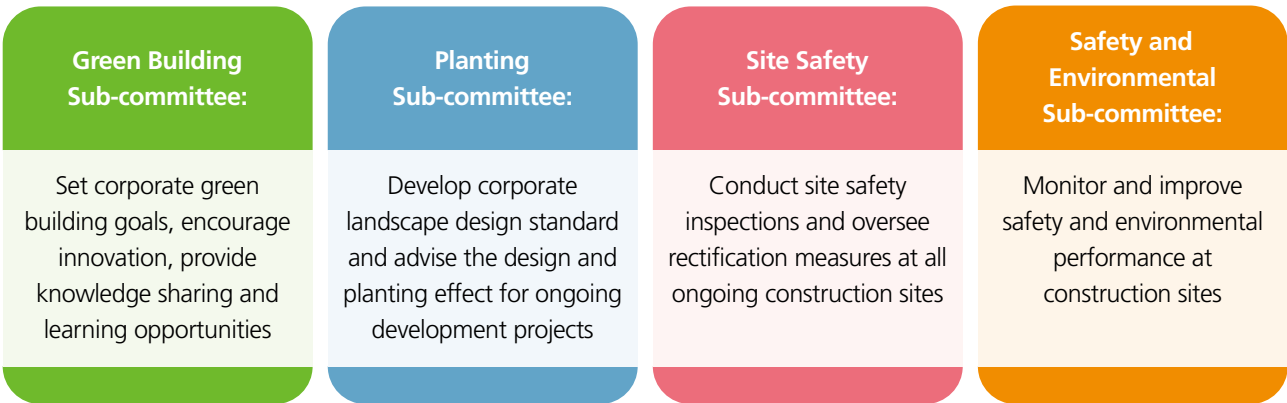 Green Building
Sub-committee:
Set corporate green
building goals, encourage
innovation, provide
knowledge sharing and
learning opportunities
Planting
Sub-committee:
Develop corporate
landscape design standard
and advise the design and
planting effect for ongoing
development projects
Site Safety
Sub-committee:
Conduct site safety
inspections and oversee
rectification measures at all
ongoing construction sites
Safety and
Environmental
Sub-committee:
Monitor and improve
safety and environmental
performance at
construction sites